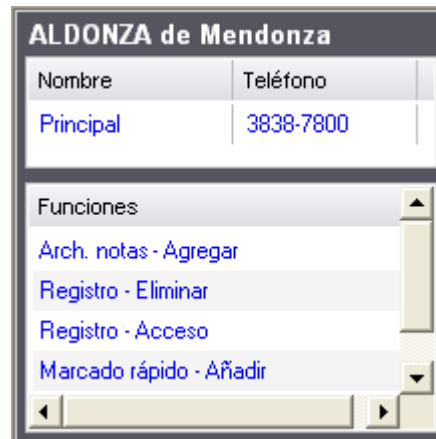 ALDONZA de Mendonza
Nombre Teléfono
Principal 3838-7800
Funciones
Arch. notas - Agregar
Registro - Eliminar
Registro - Acceso
Marcado rápido - Añadir